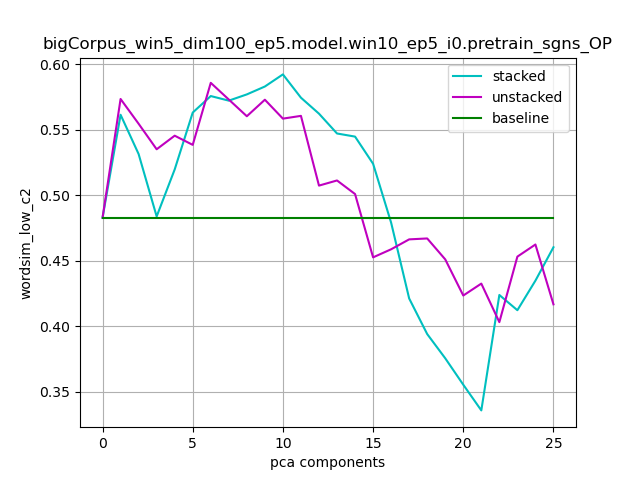 bigCorpus_win5_dim100_ep5.model.win10_ep5_i0.pretrain_sgns_OP
stacked
unstacked
baseline
0.60
0.55
0.50
0.45
0.40
0.35
wordsim_low_c2
0 5 10 15 20 25
pca components